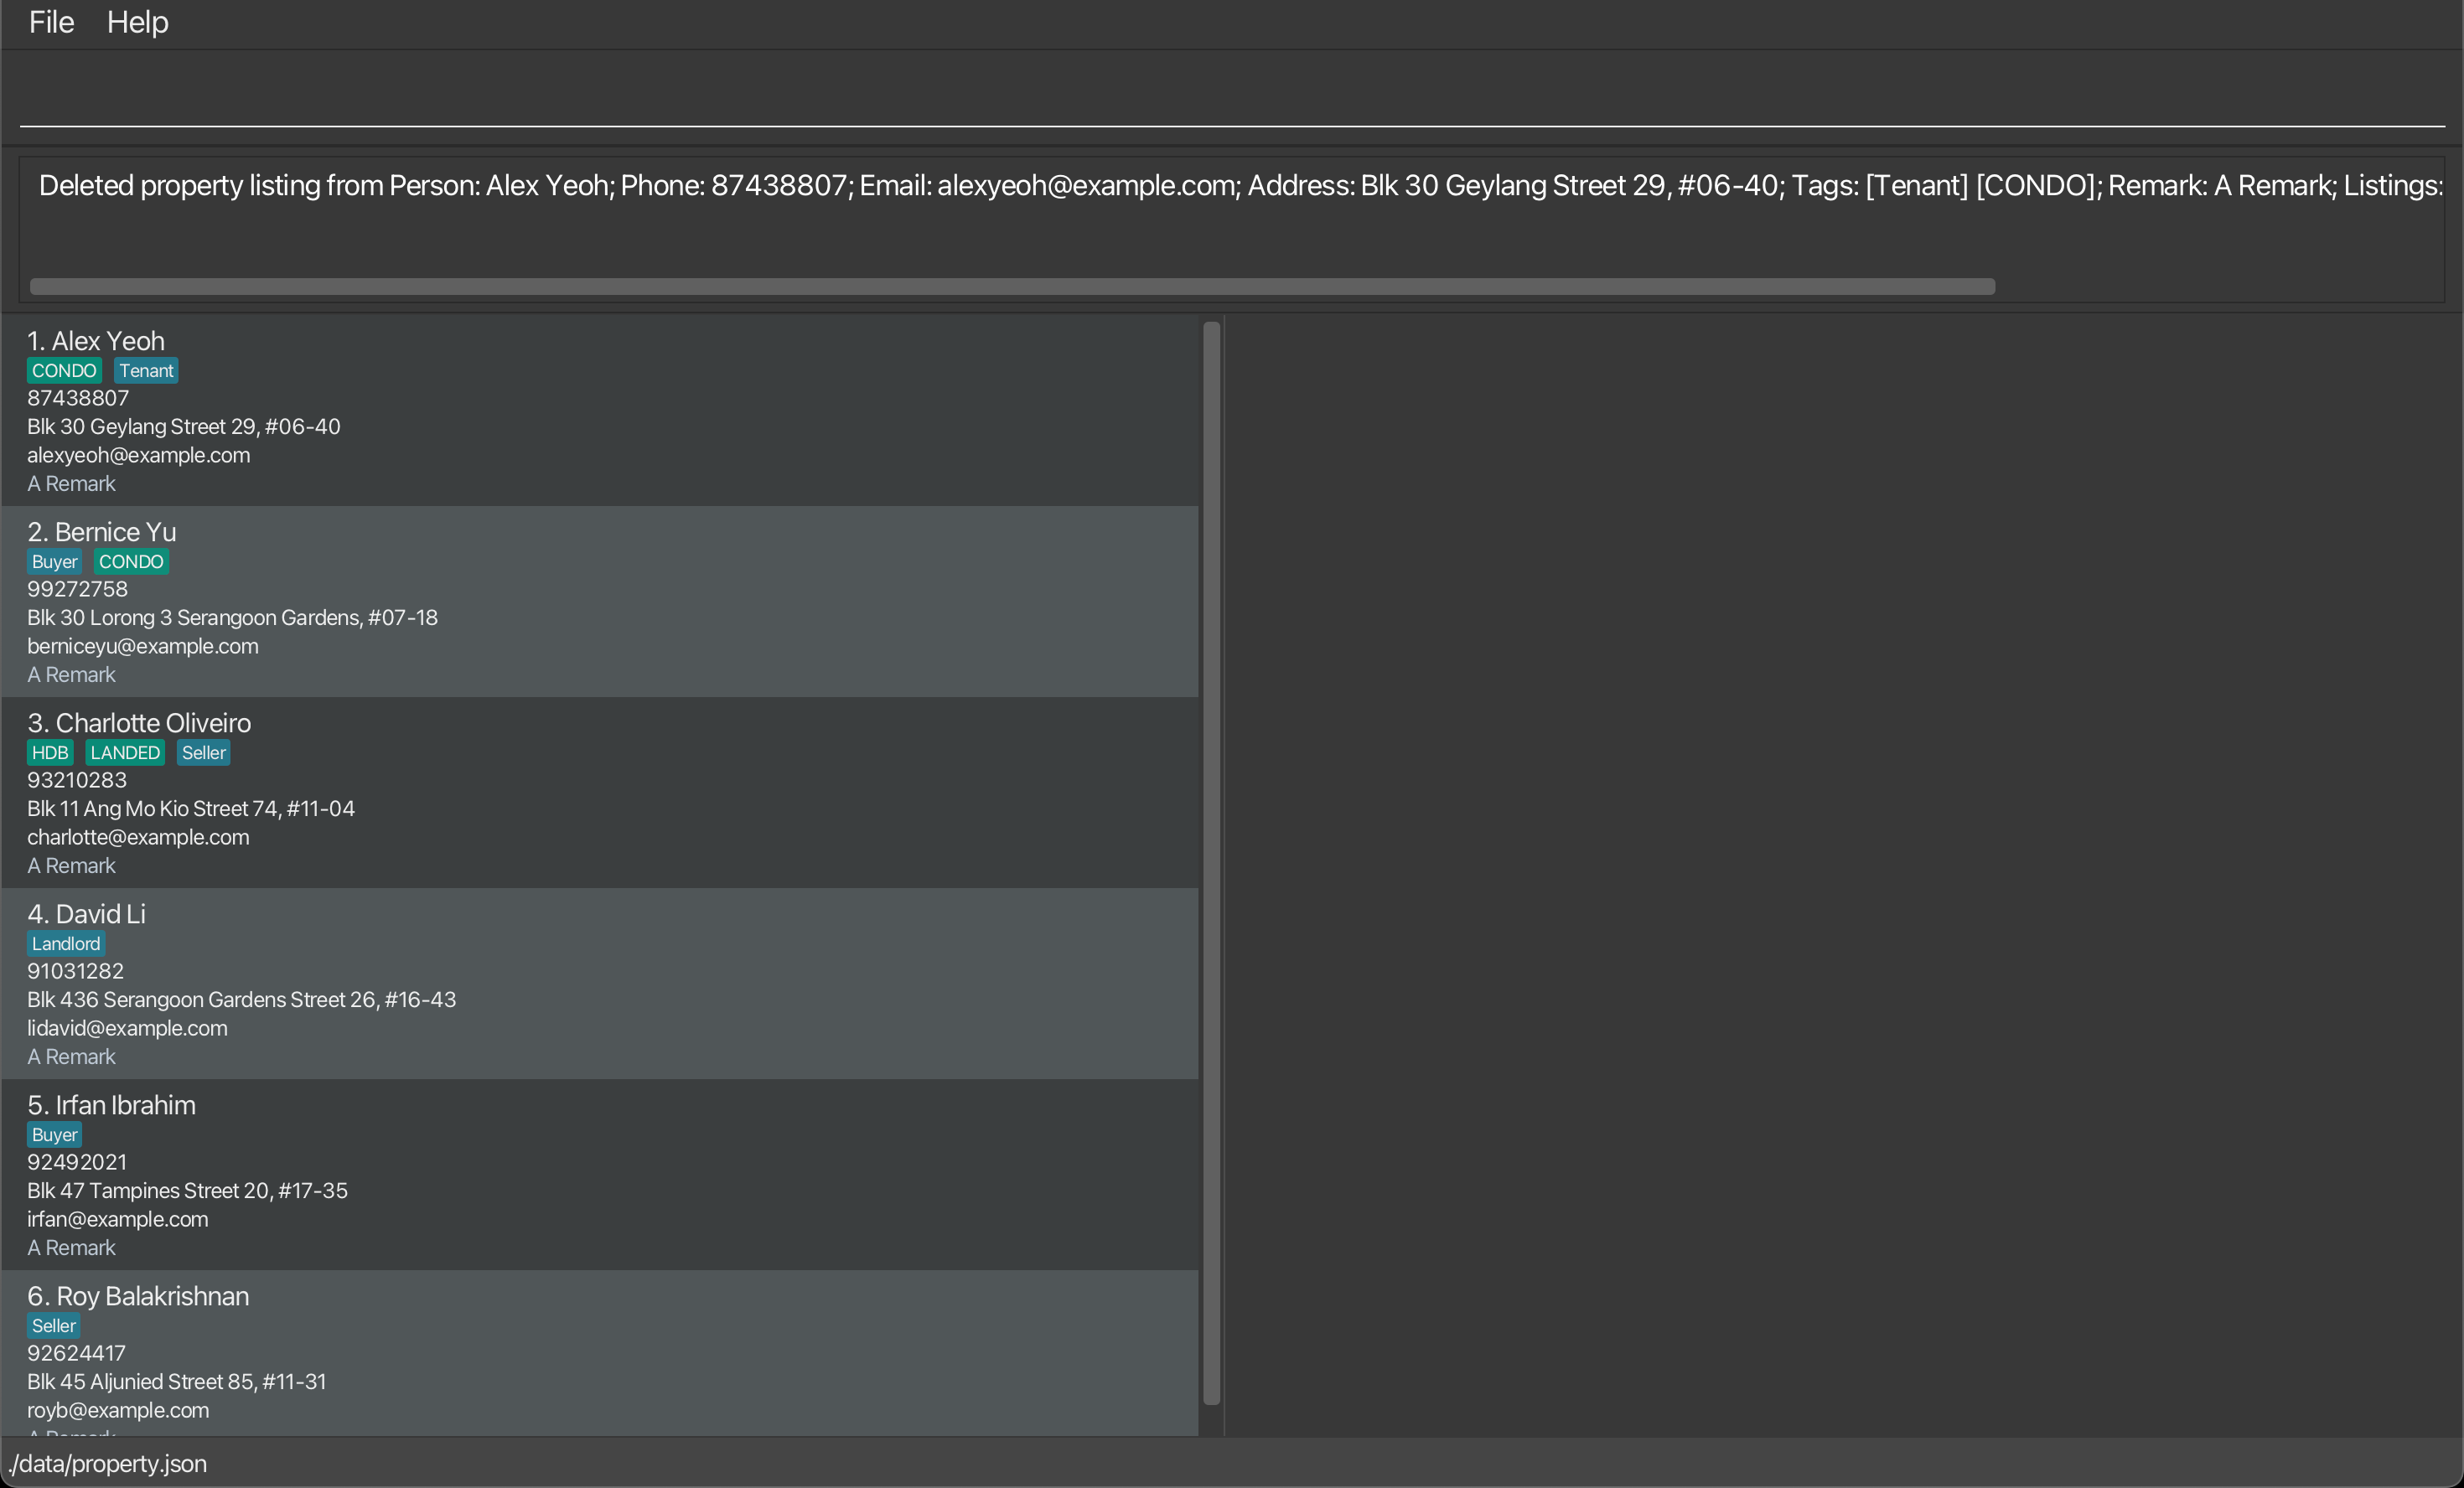 File Help
Deleted property listing from Person: Alex Yeoh; Phone: 87438807; Email: alexyeoh@example.com; Address: Blk 30 Geylang Street 29, #06-40; Tags: [Tenant] [CONDO]; Remark: A Remark; Listings:
1. Alex Yeoh
CONDO Tenant
87438807
Blk 30 Geylang Street 29, #06-40
alexyeoh@example.com
A Remark
2. Bernice Yu
Buyer CONDO
99272758
Blk 30 Lorong 3 Serangoon Gardens, #07-18
berniceyu@example.com
A Remark
3. Charlotte Oliveiro
HDB LANDED Seller
93210283
Blk 11 Ang Mo Kio Street 74, #11-04
charlotte@example.com
A Remark
4. David Li
Landlord
91031282
Blk 436 Serangoon Gardens Street 26, #16-43
lidavid@example.com
A Remark
5. Irfan Ibrahim
Buyer
92492021
Blk 47 Tampines Street 20, #17-35
irfan@example.com
A Remark
6. Roy Balakrishnan
Seller
92624417
Blk 45 Aljunied Street 85, #11-31
royb@example.com
./data/property.json